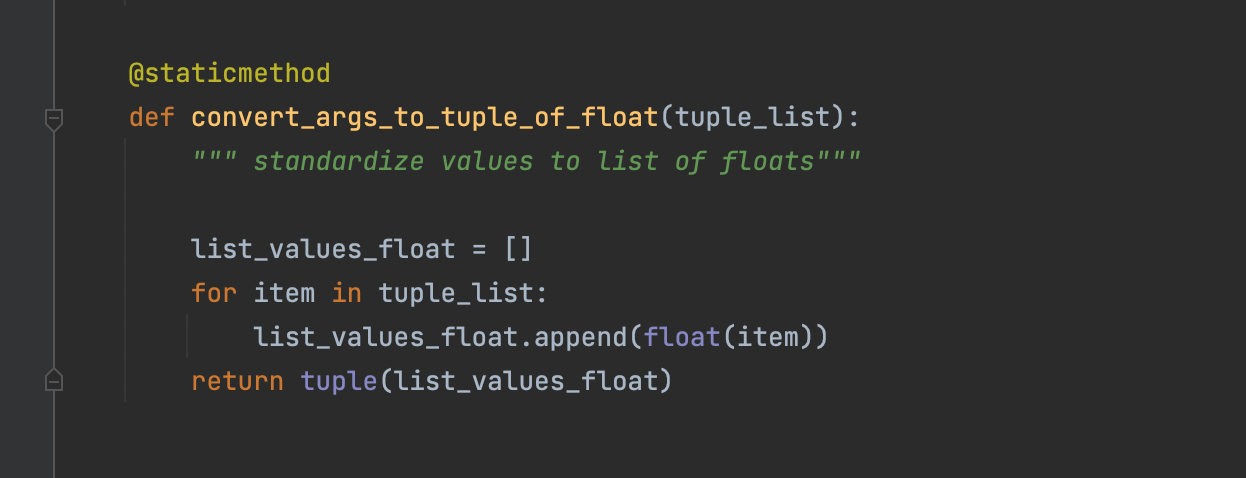 @staticmethod
def convert_args_to_tuple_of_float(tuple_list):
    """ standardize values to list of floats"""

    list_values_float = []
    for item in tuple_list:
        list_values_float.append(float(item))
    return tuple(list_values_float)